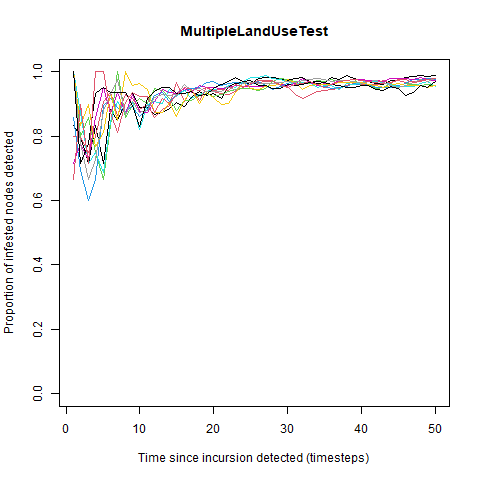 MultipleLandUseTest
Proportion of infested nodes detected
1.0
0.8
0.6
0.4
0.2
0.0
0 10 20 30 40 50
Time since incursion detected (timesteps)